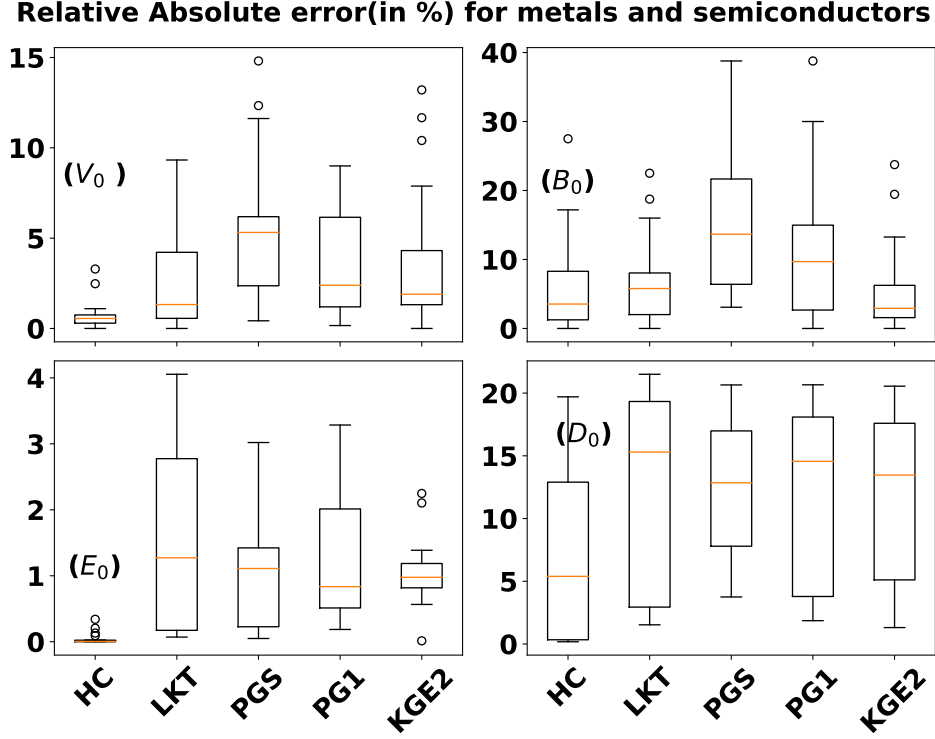 Relative Absolute error(in %) for metals and semiconductors
15
10
5
0
(V₀ )
40
30
20
10
0
(B₀)
4
3
2
1
0
(E₀)
HC
LKT
PGS
PG1
KGE2
20
15
10
5
0
(D₀)
HC
LKT
PGS
PG1
KGE2